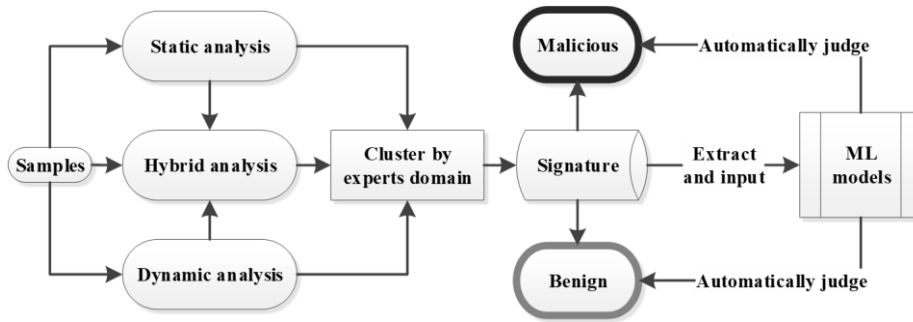 Static analysis
Malicious
Automatically judge
Samples
Hybrid analysis
Cluster by
experts domain
Signature
Extract
and input
ML
models
Dynamic analysis
Benign
Automatically judge